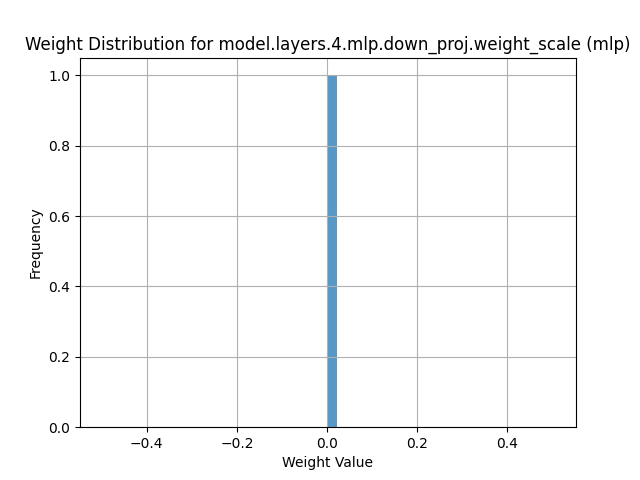 Weight Distribution for model.layers.4.mlp.down_proj.weight_scale (mlp)
1.0
0.8
0.6
0.4
0.2
0.0
Frequency
−0.4 −0.2 0.0 0.2 0.4
Weight Value